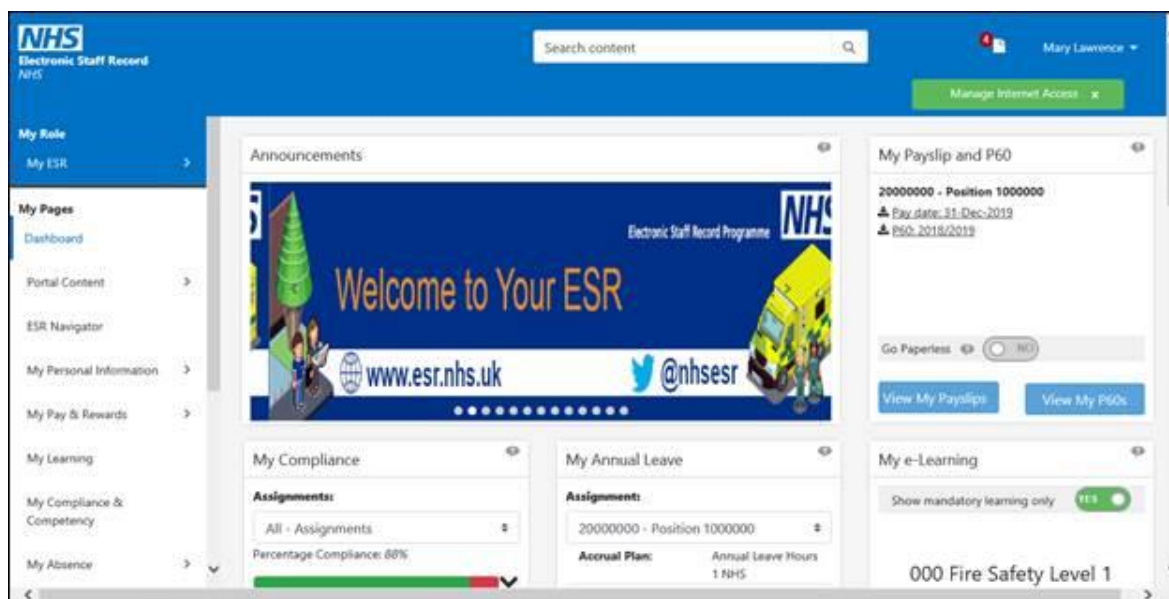 NHS
Electronic Staff Record
NHS
Search content
4
Mary Lawrence
Manage Internet Access x
My Role
My ESR
My Pages
Dashboard
Portal Content
ESR Navigator
My Personal Information
My Pay & Rewards
My Learning
My Compliance &
Competency
My Absence
Announcements
Electronic Staff Record Programme
NHS
Welcome to Your ESR
www.esr.nhs.uk
@nhsesr
My Payslip and P60
20000000 - Position 1000000
Pay date: 31-Dec-2019
P60: 2018/2019
Go Paperless
NO
View My Payslips
View My P60s
My Compliance
Assignments:
All - Assignments
Percentage Compliance: 88%
My Annual Leave
Assignment:
20000000 - Position 1000000
Accrual Plan: Annual Leave Hours
1 NHS
My e-Learning
Show mandatory learning only
YES
000 Fire Safety Level 1